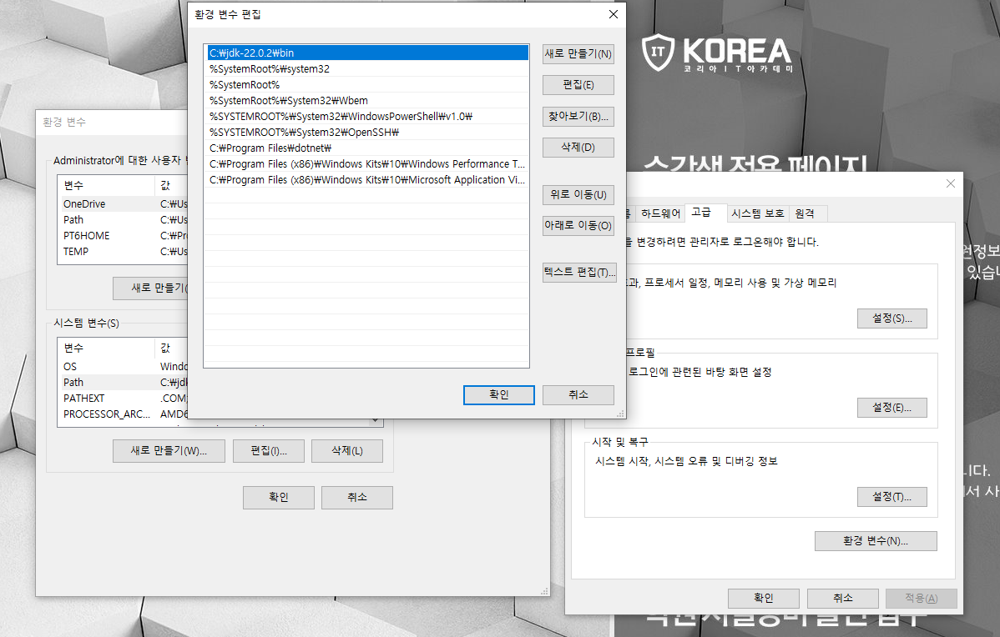 환경 변수 편집
C:₩jdk-22.0.2₩bin
%SystemRoot%₩system32
%SystemRoot%
%SystemRoot%₩System32₩Wbem
%SYSTEMROOT%₩System32₩WindowsPowerShell₩v1.0₩
%SYSTEMROOT%₩System32₩OpenSSH₩
C:₩Program Files₩dotnet₩
C:₩Program Files (x86)₩Windows Kits₩10₩Windows Performance T...
C:₩Program Files (x86)₩Windows Kits₩10₩Microsoft Application Vi...
새로 만들기(N)
편집(E)
찾아보기(B)...
삭제(D)
위로 이동(U)
아래로 이동(O)
텍스트 편집(T)...
확인
취소
환경 변수
Administrator에 대한 사용자
변수 값
OneDrive C:₩Us
Path C:₩Us
PT6HOME C:₩Pr
TEMP C:₩Us
새로 만들기(
시스템 변수(S)
변수 값
OS Windo
Path C:₩jdk
PATHEXT .COM;
PROCESSOR_ARC... AMD6
새로 만들기(W)...
편집(I)...
삭제(L)
확인
취소
IT KOREA
코리아IT아카데미
수강생 전용 페이지
하드웨어
고급
시스템 보호
원격
을 변경하려면 관리자로 로그온해야 합니다.
과, 프로세서 일정, 메모리 사용 및 가상 메모리
설정(S)...
프로필
로그인에 관련된 바탕 화면 설정
설정(E)...
시작 및 복구
시스템 시작, 시스템 오류 및 디버깅 정보
설정(T)...
환경 변수(N)...
확인
취소
적용(A)
원정보
있습니
니다.
서 사